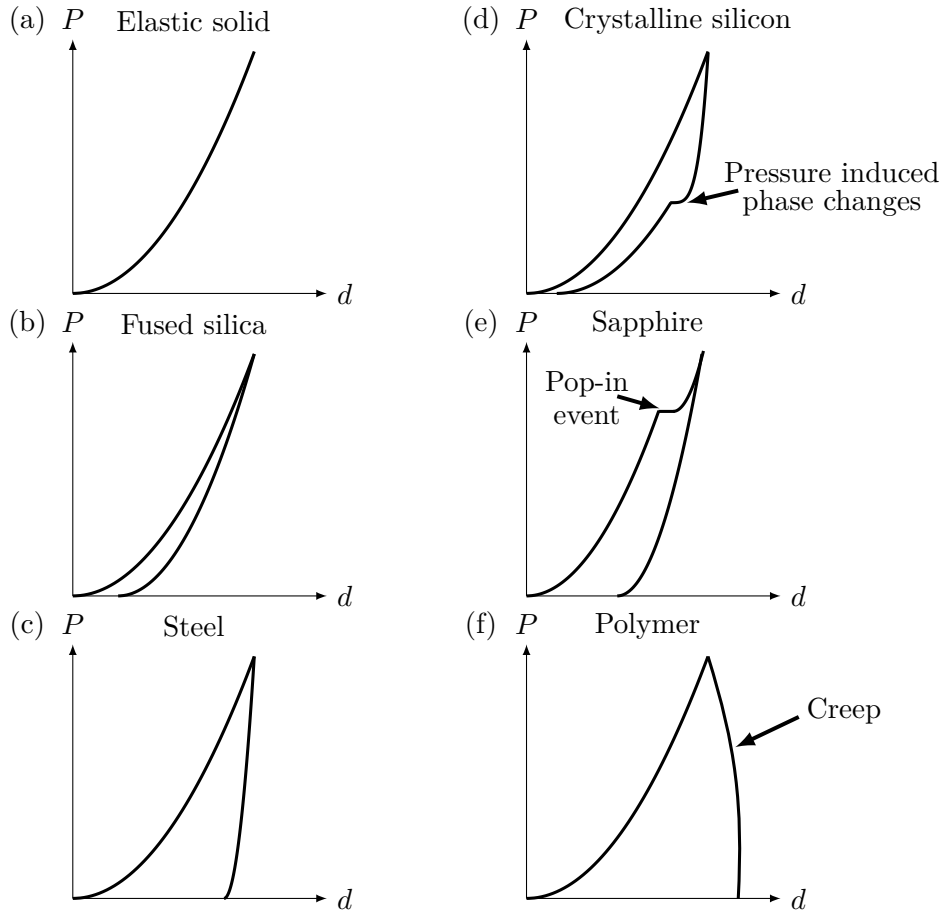 (a) P Elastic solid
d
(b) P Fused silica
d
(c) P Steel
d
(d) P Crystalline silicon
Pressure induced
phase changes
d
(e) P Sapphire
Pop-in
event
d
(f) P Polymer
Creep
d